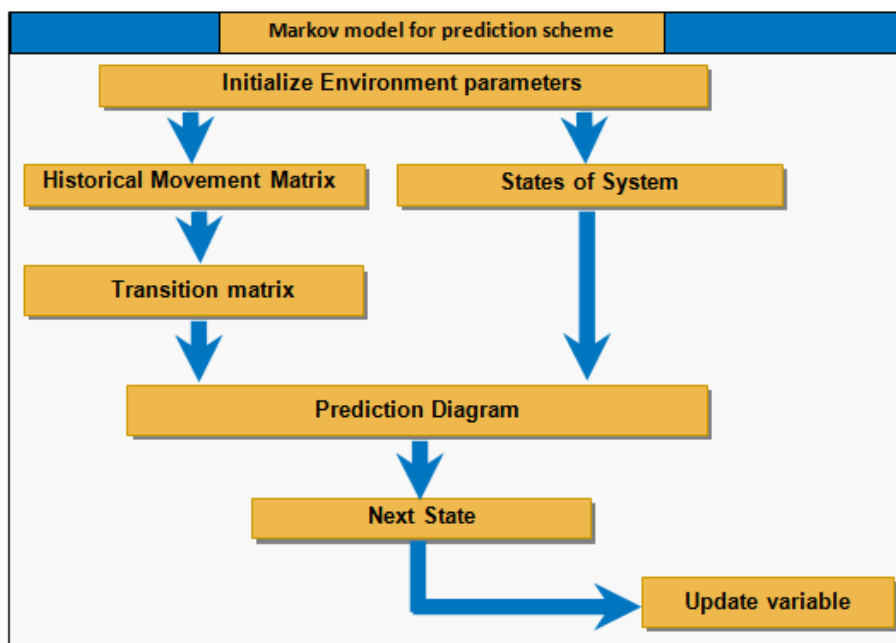 Markov model for prediction scheme
Initialize Environment parameters
Historical Movement Matrix
States of System
Transition matrix
Prediction Diagram
Next State
Update variable